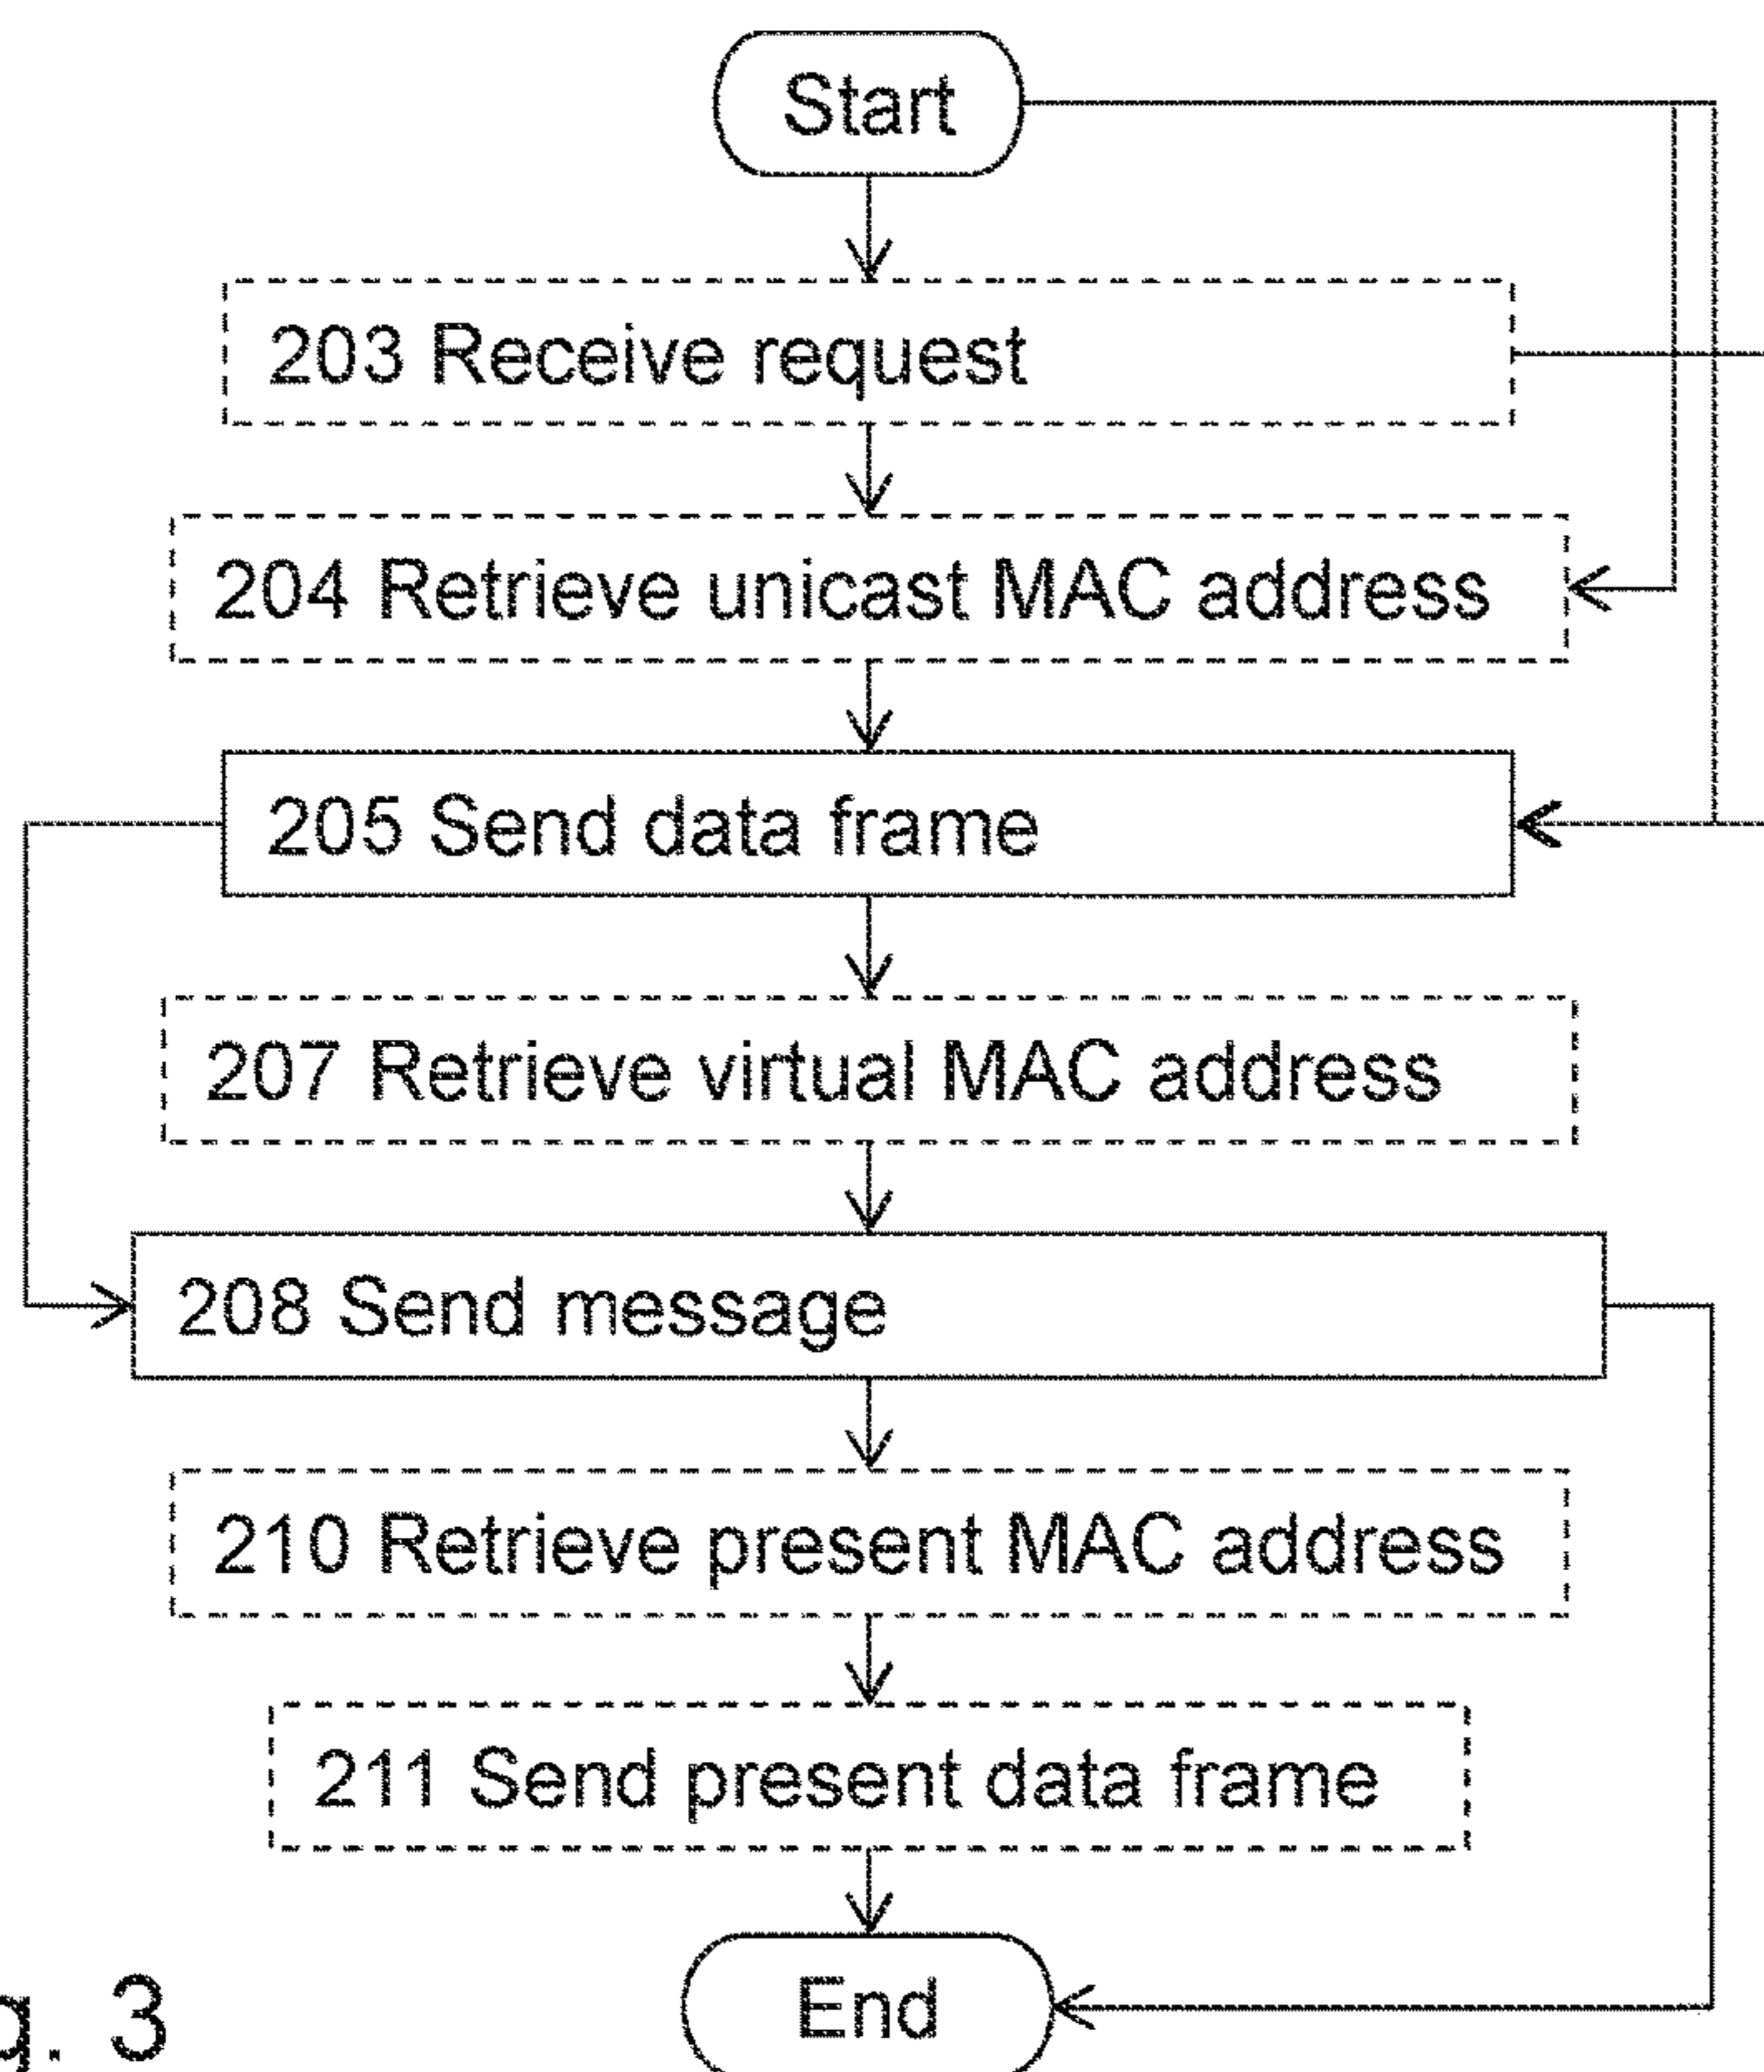 Start
203 Receive request
204 Retrieve unicast MAC address
205 Send data frame
207 Retrieve virtual MAC address
208 Send message
210 Retrieve present MAC address
211 Send present data frame
End
g. 3